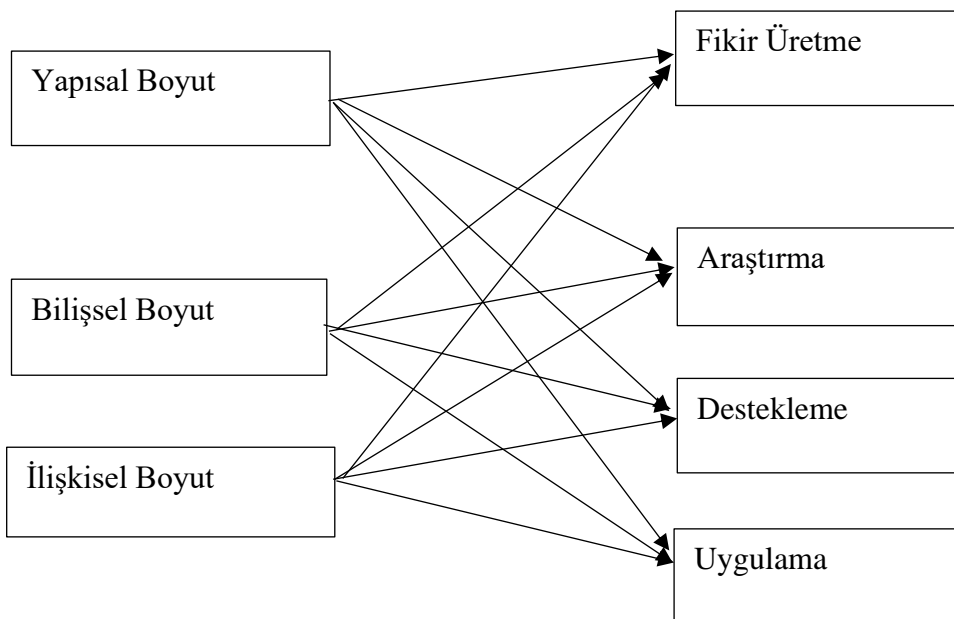 Yapısal Boyut
Bilişsel Boyut
İlişkisel Boyut
Fikir Üretme
Araştırma
Destekleme
Uygulama